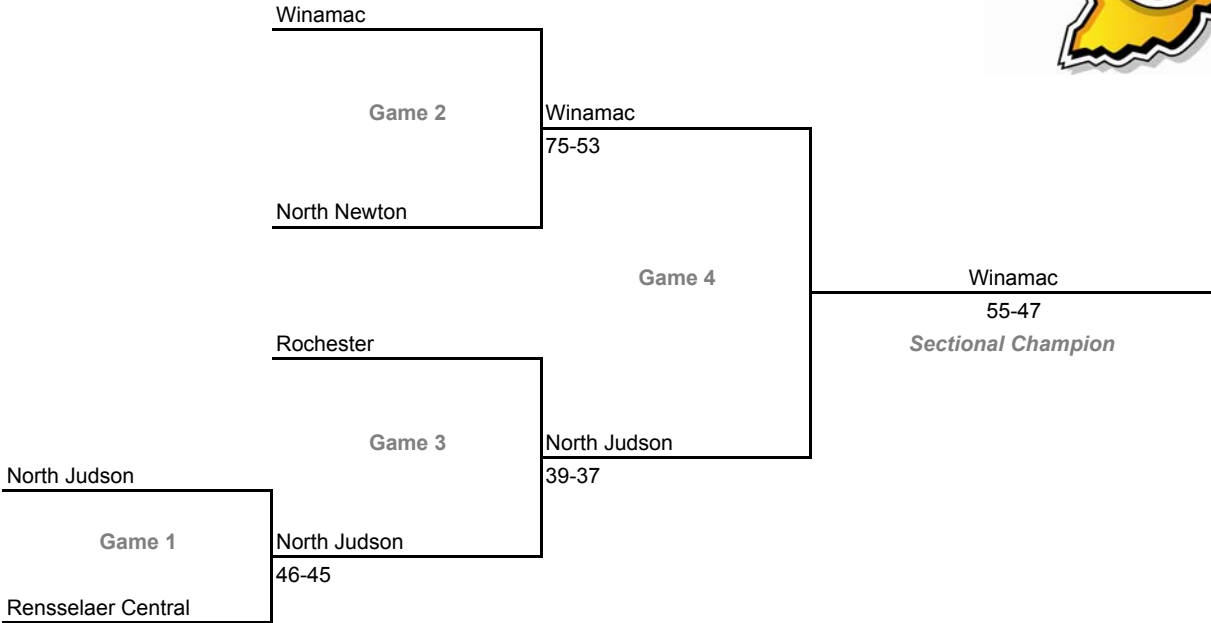 Winamac
Game 2
Winamac
75-53
North Newton
Game 4
Winamac
55-47
Sectional Champion
Rochester
Game 3
North Judson
39-37
North Judson
Game 1
North Judson
46-45
Rensselaer Central